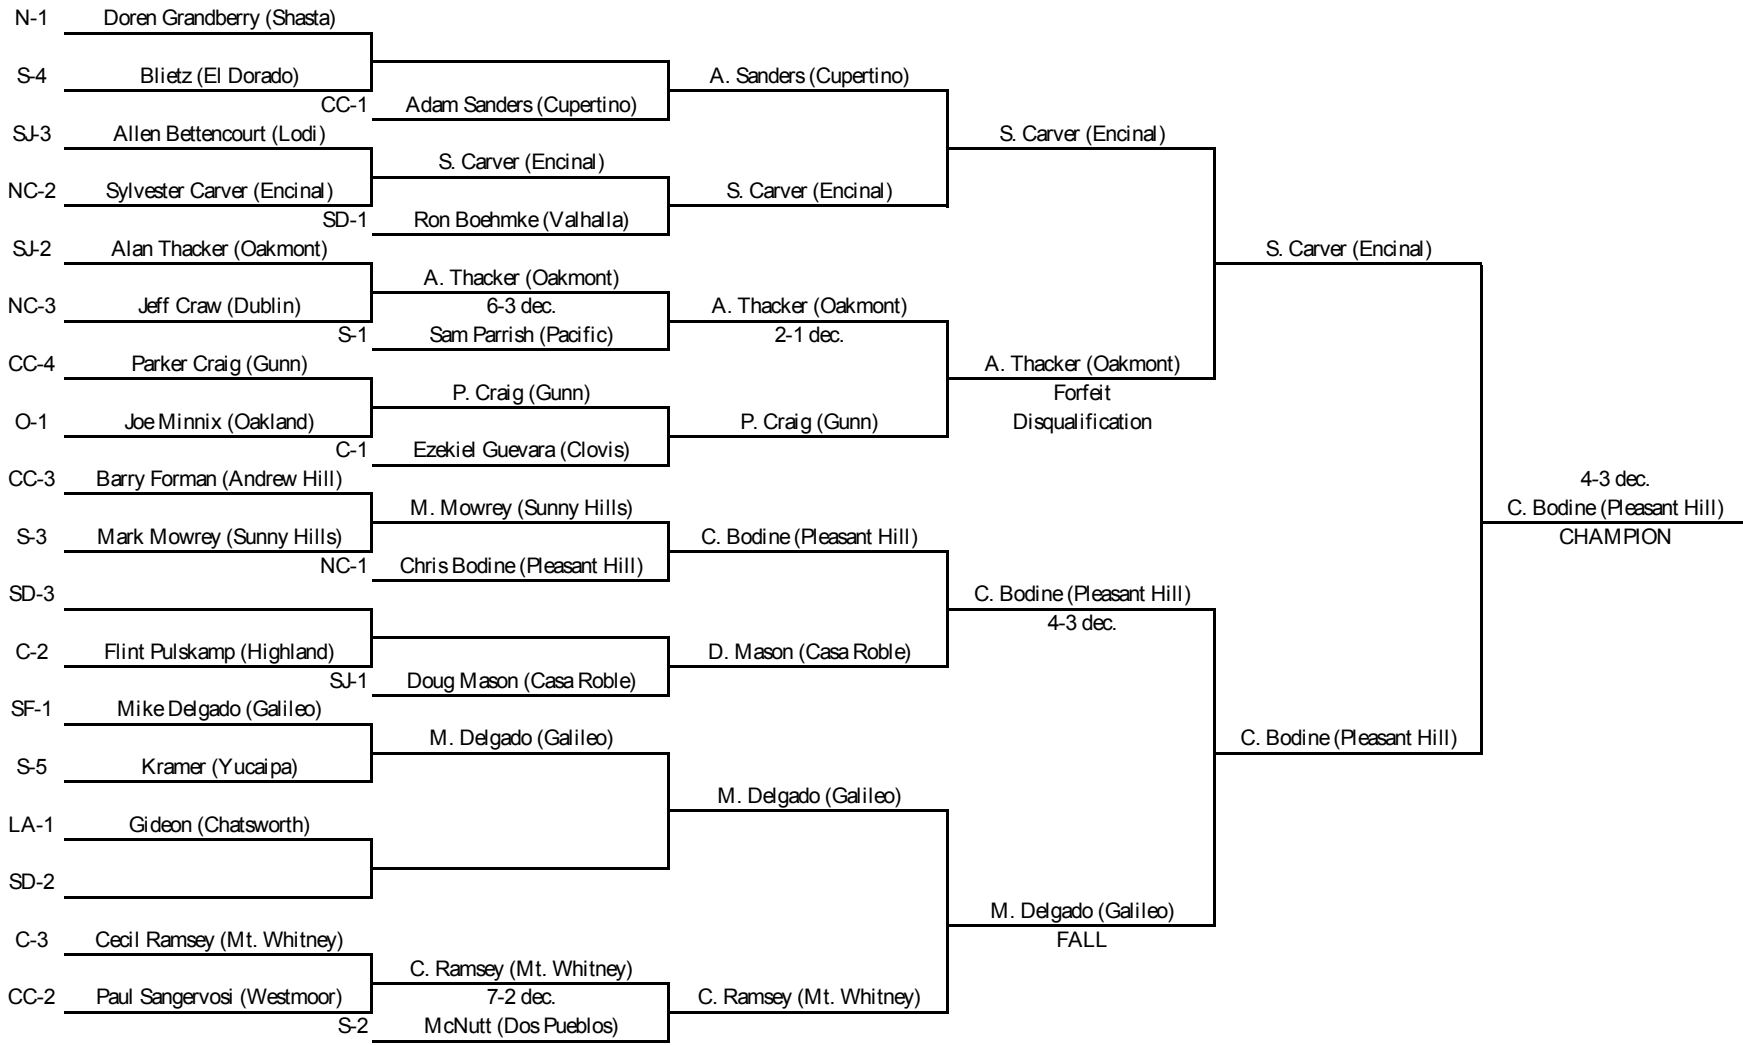 N-1 Doren Grandberry (Shasta)
S-4 Blietz (El Dorado) A. Sanders (Cupertino)
CC-1 Adam Sanders (Cupertino)
SJ-3 Allen Bettencourt (Lodi) S. Carver (Encinal)
S. Carver (Encinal)
NC-2 Sylvester Carver (Encinal) S. Carver (Encinal)
SD-1 Ron Boehmke (Valhalla)
SJ-2 Alan Thacker (Oakmont) S. Carver (Encinal)
A. Thacker (Oakmont)
NC-3 Jeff Craw (Dublin) 6-3 dec. A. Thacker (Oakmont)
S-1 Sam Parrish (Pacific) 2-1 dec.
CC-4 Parker Craig (Gunn) A. Thacker (Oakmont)
P. Craig (Gunn) Forfeit
O-1 Joe Minnix (Oakland) P. Craig (Gunn) Disqualification
C-1 Ezekiel Guevara (Clovis)
CC-3 Barry Forman (Andrew Hill) 4-3 dec.
M. Mowrey (Sunny Hills) C. Bodine (Pleasant Hill)
S-3 Mark Mowrey (Sunny Hills) C. Bodine (Pleasant Hill) CHAMPION
NC-1 Chris Bodine (Pleasant Hill)
SD-3 C. Bodine (Pleasant Hill)
4-3 dec.
C-2 Flint Pulskamp (Highland) D. Mason (Casa Roble)
SJ-1 Doug Mason (Casa Roble)
SF-1 Mike Delgado (Galileo)
M. Delgado (Galileo) C. Bodine (Pleasant Hill)
S-5 Kramer (Yucaipa)
M. Delgado (Galileo)
LA-1 Gideon (Chatsworth)
SD-2
M. Delgado (Galileo)
C-3 Cecil Ramsey (Mt. Whitney) FALL
C. Ramsey (Mt. Whitney)
CC-2 Paul Sangervosi (Westmoor) 7-2 dec. C. Ramsey (Mt. Whitney)
S-2 McNutt (Dos Pueblos)